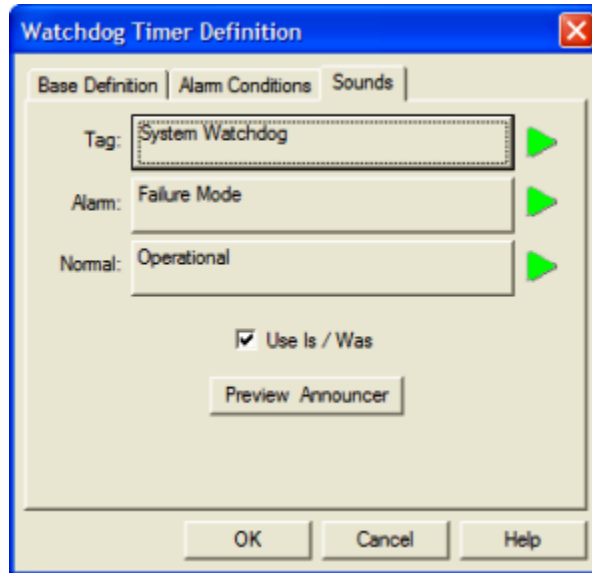 Watchdog Timer Definition
Base Definition Alarm Conditions Sounds
Tag: System Watchdog
Alarm: Failure Mode
Normal: Operational
Use Is / Was
Preview Announcer
OK Cancel Help